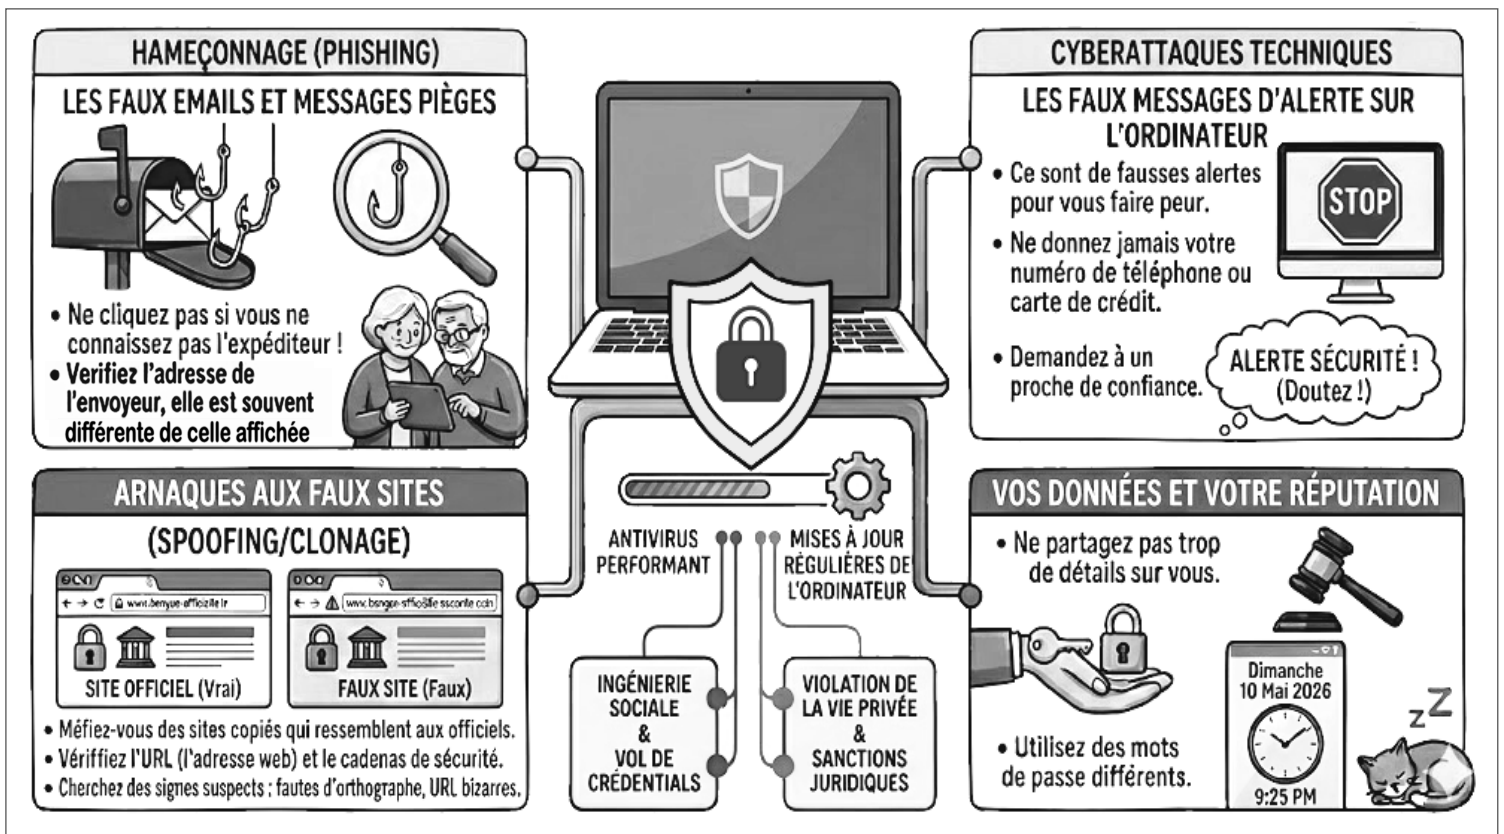 HAMEÇONNAGE (PHISHING)
LES FAUX EMAILS ET MESSAGES PIÈGES
• Ne cliquez pas si vous ne
connaissez pas l'expéditeur !
• Verifiez l'adresse de
l'envoyeur, elle est souvent
différente de celle affichée
CYBERATTAQUES TECHNIQUES
LES FAUX MESSAGES D'ALERTE SUR
L'ORDINATEUR
• Ce sont de fausses alertes
pour vous faire peur.
• Ne donnez jamais votre
numéro de téléphone ou
carte de crédit.
• Demandez à un
proche de confiance.
STOP
ALERTE SÉCURITÉ !
(Doutez !)
ARNAQUES AUX FAUX SITES
(SPOOFING/CLONAGE)
SITE OFFICIEL (Vrai)
FAUX SITE (Faux)
• Méfiez-vous des sites copiés qui ressemblent aux officiels.
• Vériffiez l'URL (l'adresse web) et le cadenas de sécurité.
• Cherchez des signes suspects ; fautes d'orthographe, URL bizarres.
ANTIVIRUS
PERFORMANT
MISES À JOUR
RÉGULIÈRES DE
L'ORDINATEUR
INGÉNIERIE
SOCIALE
&
VOL DE
CRÉDENTIALS
VIOLATION DE
LA VIE PRIVÉE
&
SANCTIONS
JURIDIQUES
VOS DONNÉES ET VOTRE RÉPUTATION
• Ne partagez pas trop
de détails sur vous.
• Utilisez des mots
de passe différents.
Dimanche
10 Mai 2026
9:25 PM
zZ